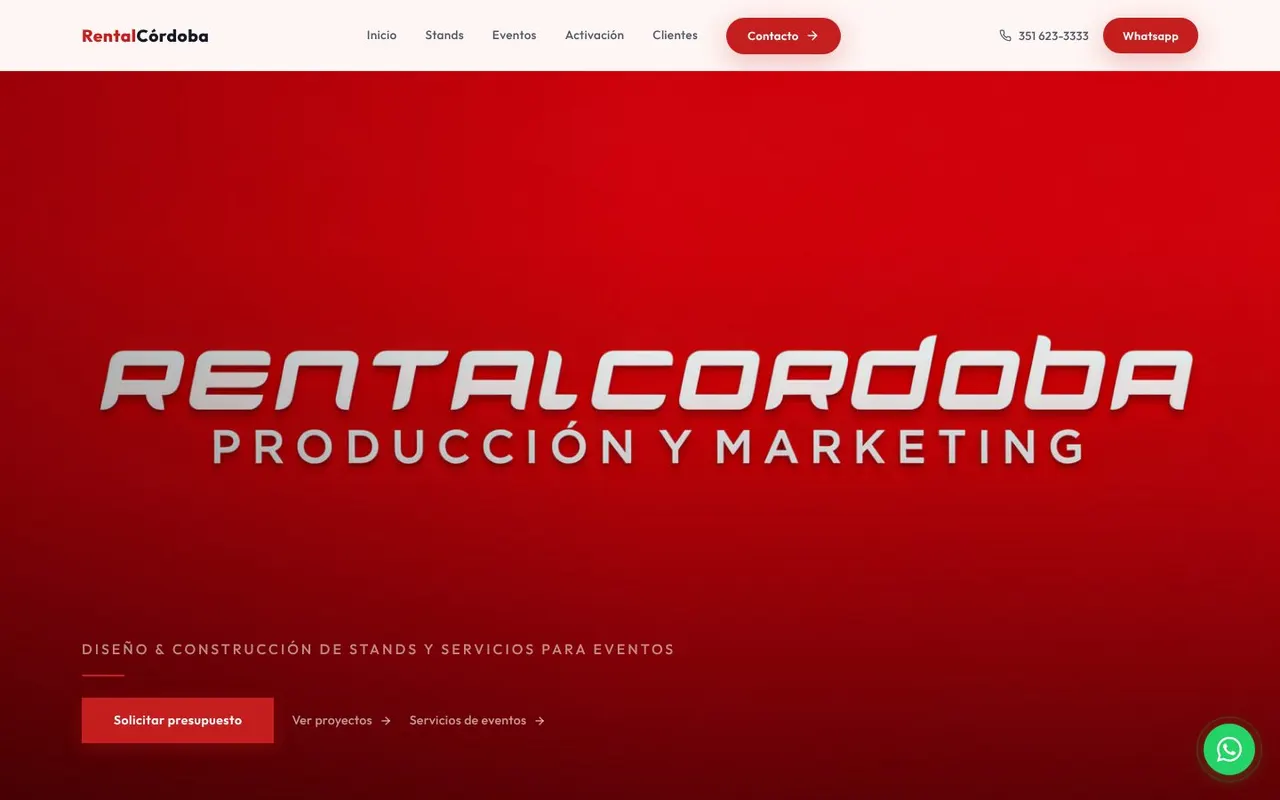 RentalCórdoba
Inicio
Stands
Eventos
Activación
Clientes
Contacto →
351 623-3333
Whatsapp
RENTALCORDOBA
PRODUCCIÓN Y MARKETING
DISEÑO & CONSTRUCCIÓN DE STANDS Y SERVICIOS PARA EVENTOS
Solicitar presupuesto
Ver proyectos →
Servicios de eventos →